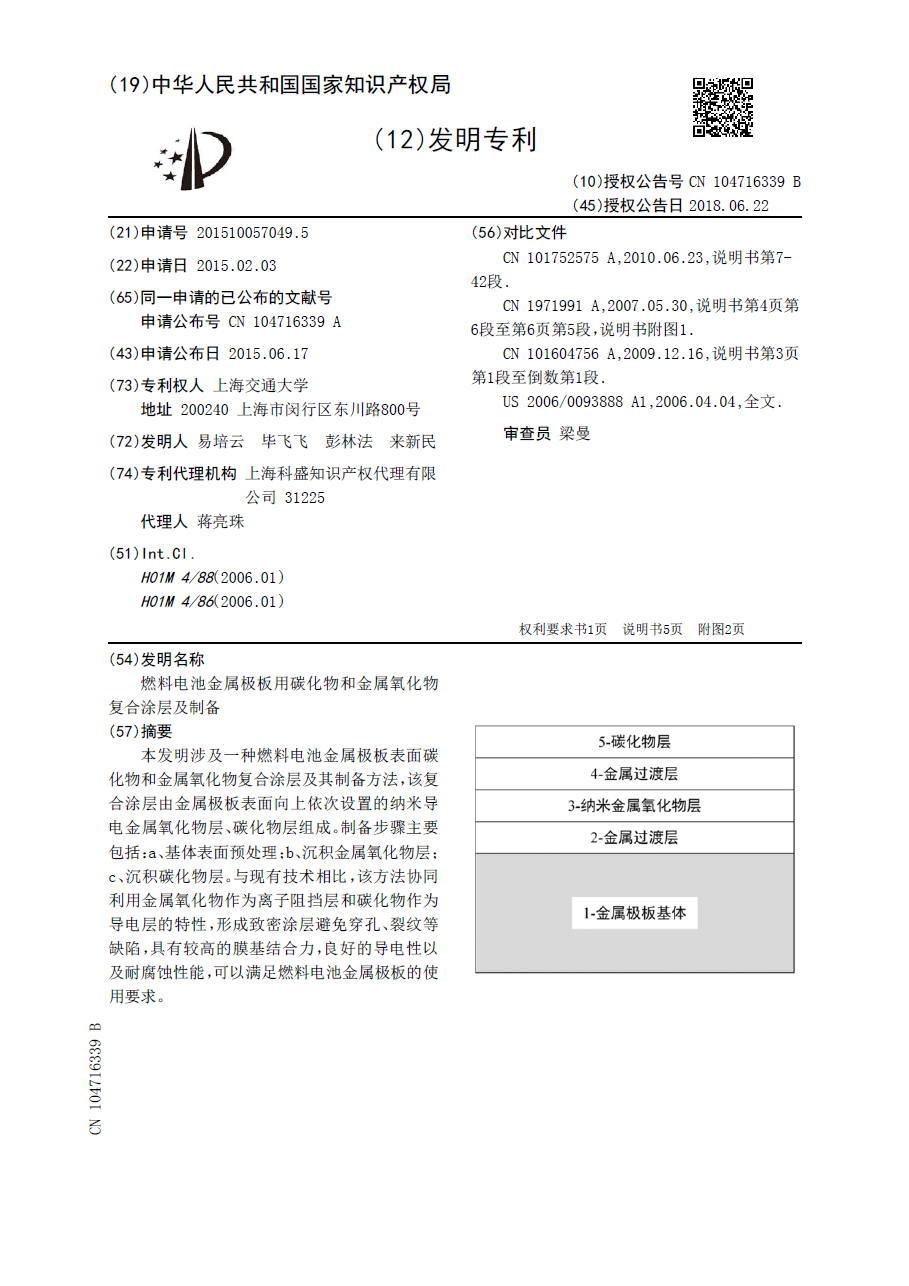 (19)中华人民共和国国家知识产权局
(12)发明专利
(10)授权公告号 CN 104716339 B
(45)授权公告日 2018.06.22
(21)申请号 201510057049.5
(22)申请日 2015.02.03
(65)同一申请的已公布的文献号
申请公布号 CN 104716339 A
(43)申请公布日 2015.06.17
(73)专利权人 上海交通大学
地址 200240 上海市闵行区东川路800号
(72)发明人 易培云 毕飞飞 彭林法 来新民
(74)专利代理机构 上海科盛知识产权代理有限
公司 31225
代理人 蒋亮珠
(51)Int.Cl.
H01M 4/88(2006.01)
H01M 4/86(2006.01)
(56)对比文件
CN 101752575 A,2010.06.23,说明书第7-
42段.
CN 1971991 A,2007.05.30,说明书第4页第
6段至第6页第5段,说明书附图1.
CN 101604756 A,2009.12.16,说明书第3页
第1段至倒数第1段.
US 2006/0093888 A1,2006.04.04,全文.
审查员 梁曼
权利要求书1页 说明书5页 附图2页
(54)发明名称
燃料电池金属极板用碳化物和金属氧化物
复合涂层及制备
(57)摘要
本发明涉及一种燃料电池金属极板表面碳
化物和金属氧化物复合涂层及其制备方法,该复
合涂层由金属极板表面向上依次设置的纳米导
电金属氧化物层、碳化物层组成。制备步骤主要
包括:a、基体表面预处理;b、沉积金属氧化物层;
c、沉积碳化物层。与现有技术相比,该方法协同
利用金属氧化物作为离子阻挡层和碳化物作为
导电层的特性,形成致密涂层避免穿孔、裂纹等
缺陷,具有较高的膜基结合力,良好的导电性以
及耐腐蚀性能,可以满足燃料电池金属极板的使
用要求。
5-碳化物层
4-金属过渡层
3-纳米金属氧化物层
2-金属过渡层
1-金属极板基体
CN 104716339 B